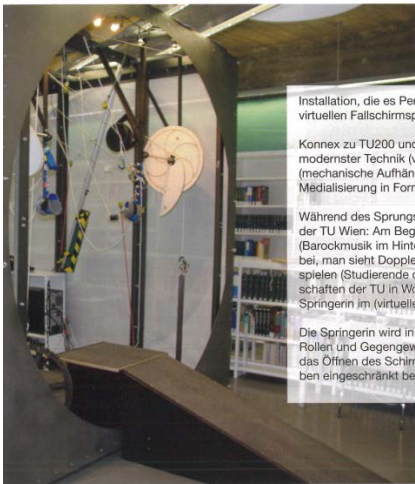 Installation, die es Per
virtuellen Fallschirmsp
Konnex zu TU200 und
modernster Technik (v
(mechanische Aufhän
Medialisierung in Form
Während des Sprungs
der TU Wien: Am Beg
(Barockmusik im Hinte
bei, man sieht Dopple
spielen (Studierende d
schaften der TU in Wo
Springerin im (virtuelle
Die Springerin wird in
Rollen und Gegengew
das Öffnen des Schirm
ben eingeschränkt be